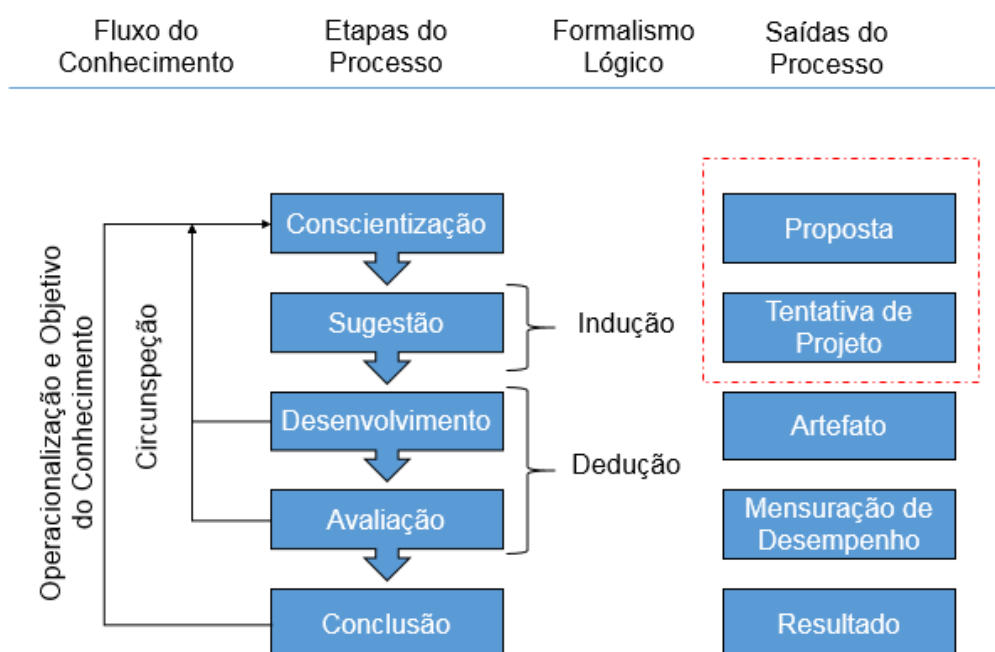 Fluxo do
Conhecimento
Etapas do
Processo
Formalismo
Lógico
Saídas do
Processo
Operacionalização e Objetivo
do Conhecimento
Circunspeção
Conscientização
Sugestão
Desenvolvimento
Avaliação
Conclusão
Indução
Dedução
Proposta
Tentativa de
Projeto
Artefato
Mensuração de
Desempenho
Resultado